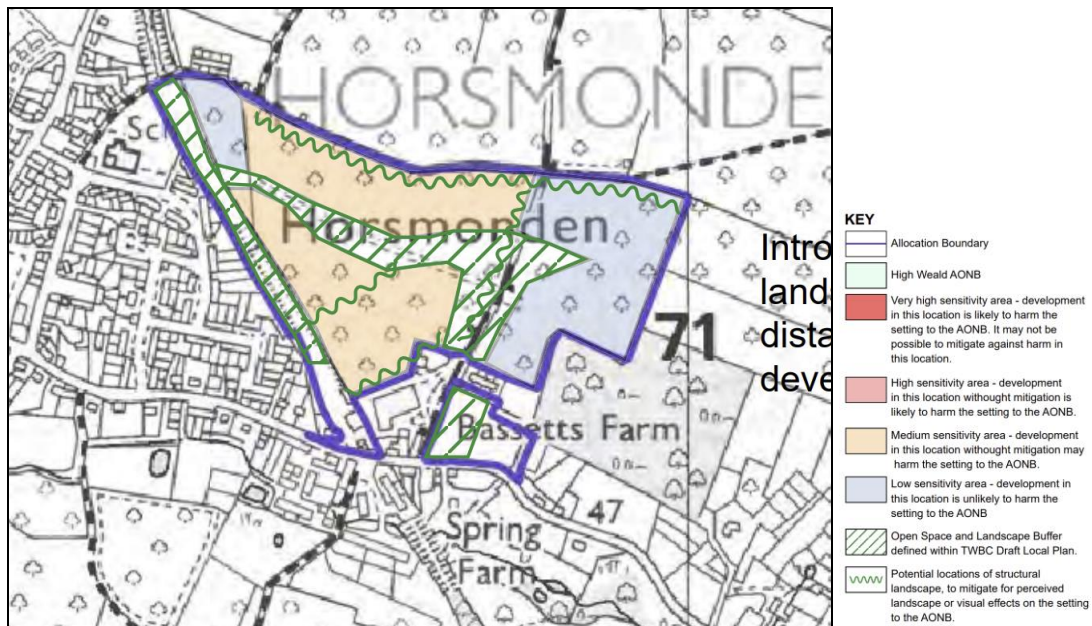 HORSMONDE
Sc
Horsmonden
Intro
land
dista
deve
71
Bassetts Farm
47
Spring
Farm
KEY
Allocation Boundary
High Weald AONB
Very high sensitivity area - development
in this location is likely to harm the
setting to the AONB. It may not be
possible to mitigate against harm in
this location.
High sensitivity area - development
in this location withought mitigation is
likely to harm the setting to the AONB.
Medium sensitivity area - development
in this location withought mitigation may
harm the setting to the AONB.
Low sensitivity area - development in
this location is unlikely to harm the
setting to the AONB
Open Space and Landscape Buffer
defined within TWBC Draft Local Plan.
Potential locations of structural
landscape, to mitigate for perceived
landscape or visual effects on the setting
to the AONB.